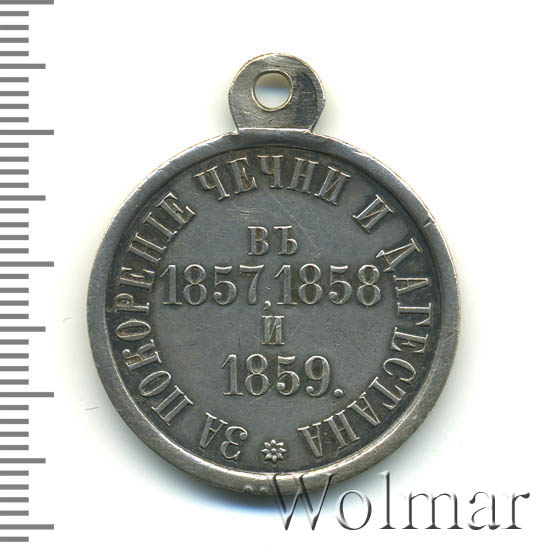 ЗА ПОКОРЕНІЕ ЧЕЧНИ И ДАГЕСТАНА
ВЪ
1857, 1858
И
1859.
Wolmar